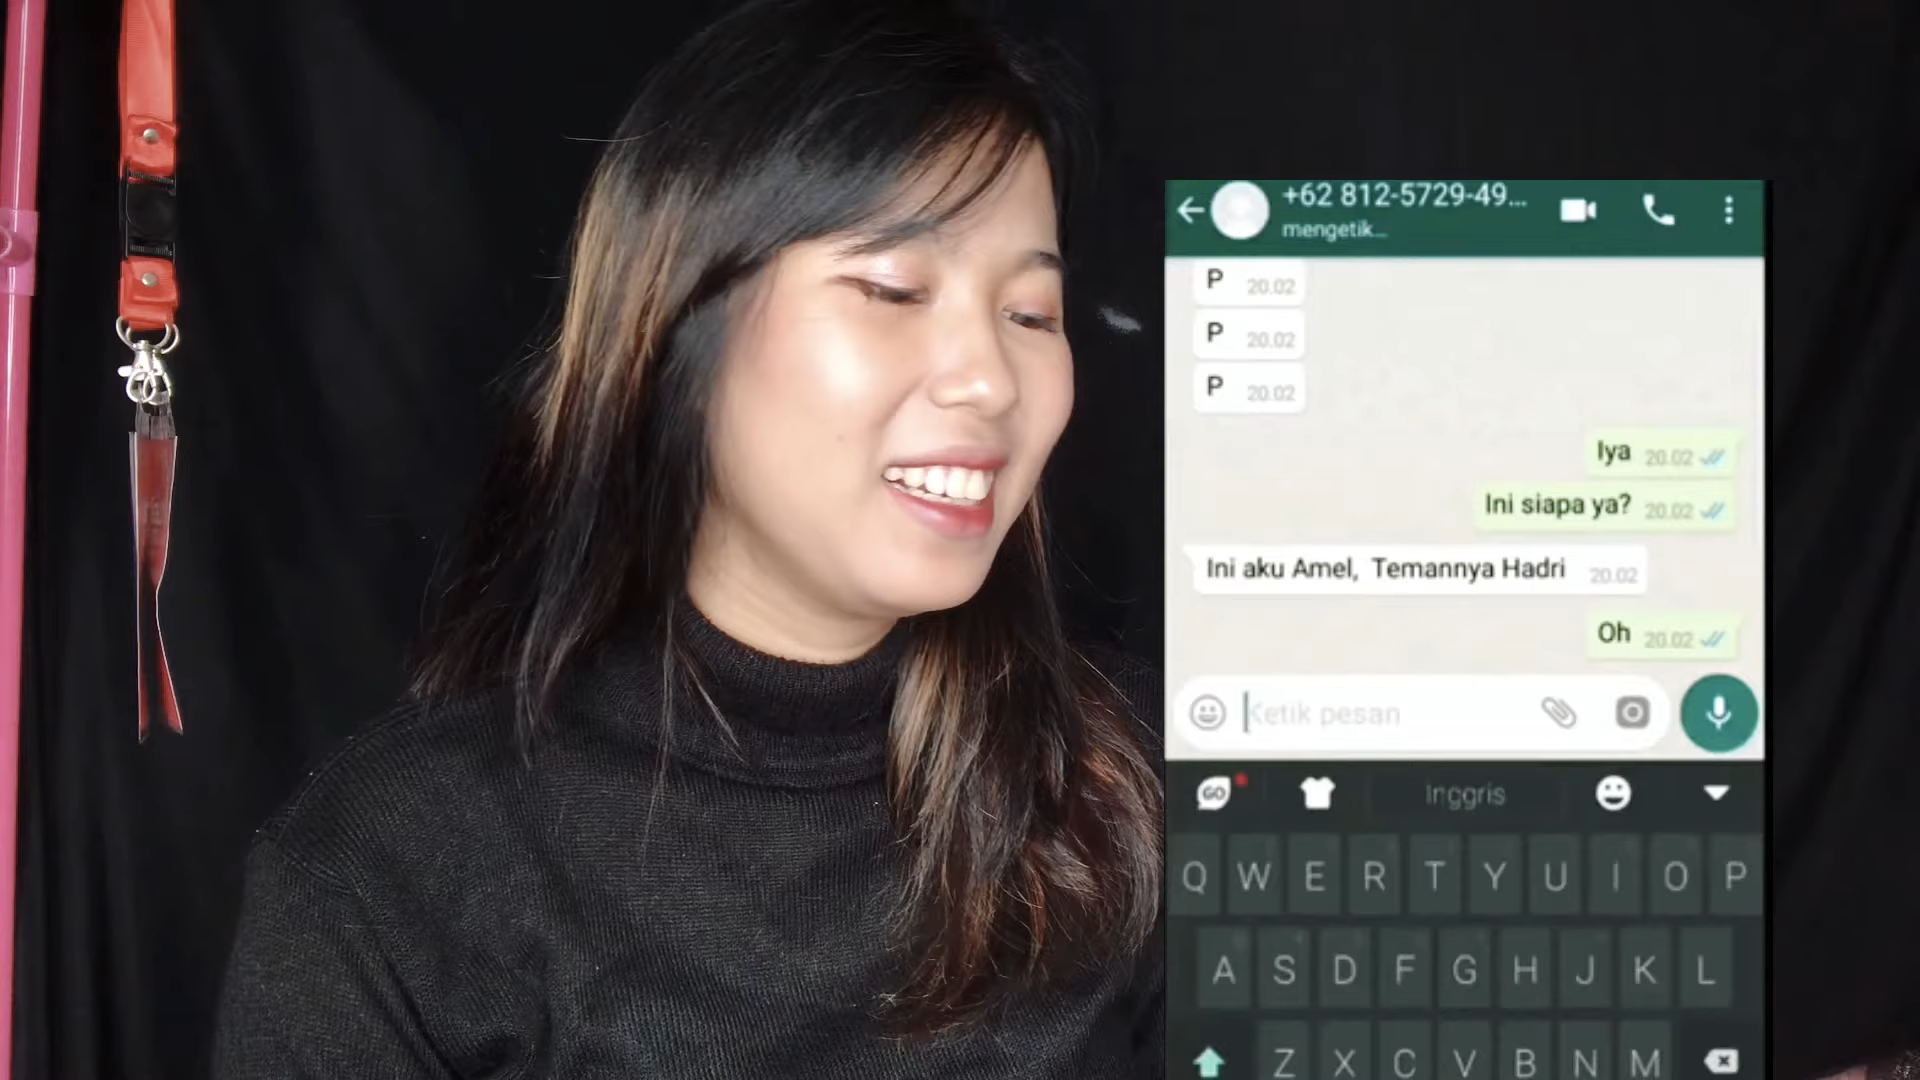 +62 812-5729-49...
mengetik...
P 20.02
P 20.02
P 20.02
Iya 20.02
Ini siapa ya? 20.02
Ini aku Amel, Temannya Hadri 20.02
Oh 20.02
Ketik pesan
GO
Inggris
Q W E R T Y U I O P
A S D F G H J K L
Z X C V B N M